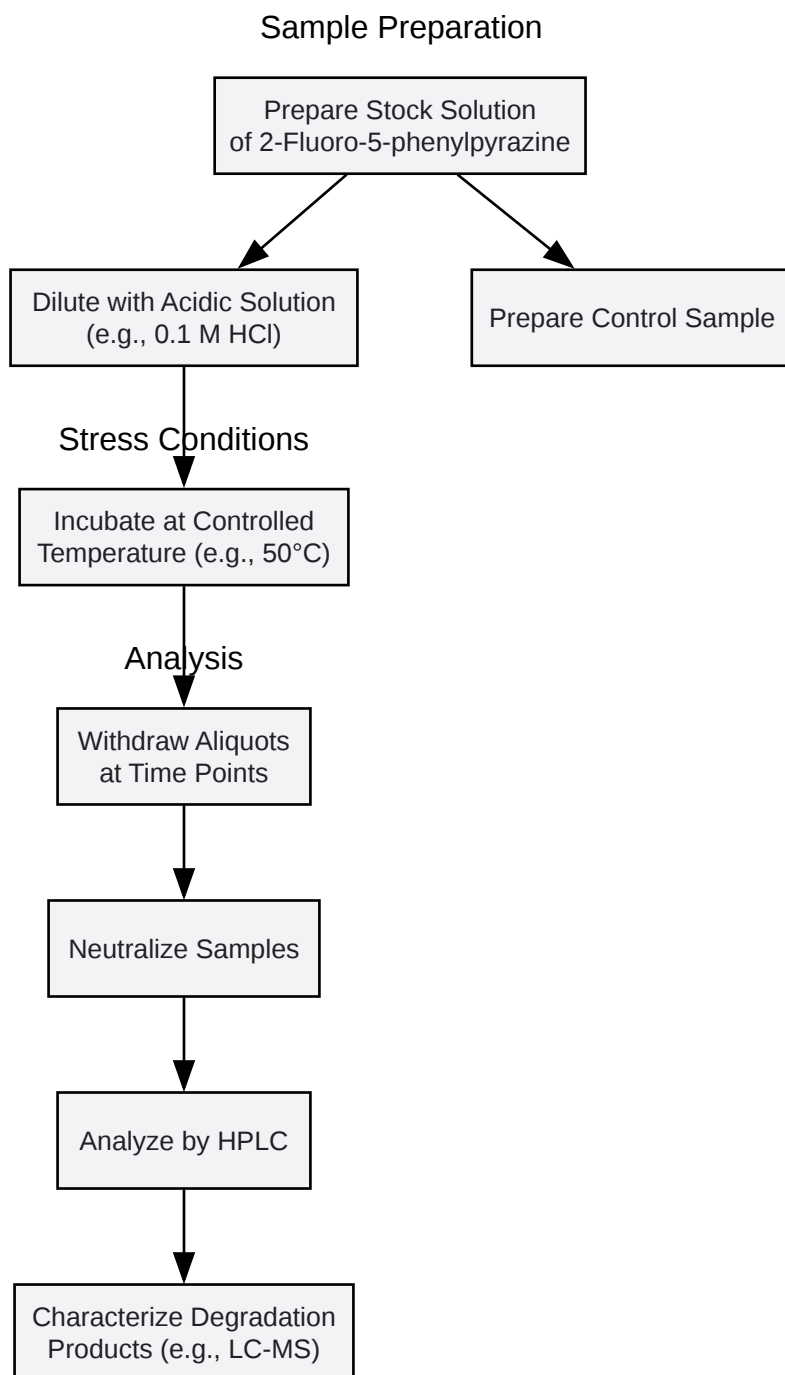 Sample Preparation
Prepare Stock Solution
of 2-Fluoro-5-phenylpyrazine
Dilute with Acidic Solution
(e.g., 0.1 M HCl)
Prepare Control Sample
Stress Conditions
Incubate at Controlled
Temperature (e.g., 50°C)
Analysis
Withdraw Aliquots
at Time Points
Neutralize Samples
Analyze by HPLC
Characterize Degradation
Products (e.g., LC-MS)